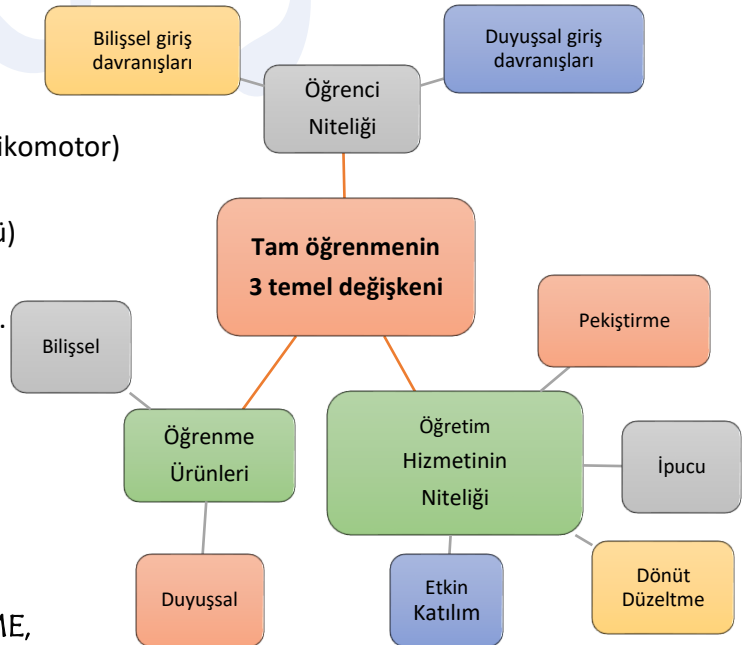 Bilişsel giriş
davranışları
Duyuşsal giriş
davranışları
Öğrenci
Niteliği
ikomotor)
ü)
Tam öğrenmenin
3 temel değişkeni
.
Pekiştirme
Bilişsel
Öğrenme
Ürünleri
Öğretim
Hizmetinin
Niteliği
İpucu
Duyuşsal
Etkin
Katılım
Dönüt
Düzeltme
ME,